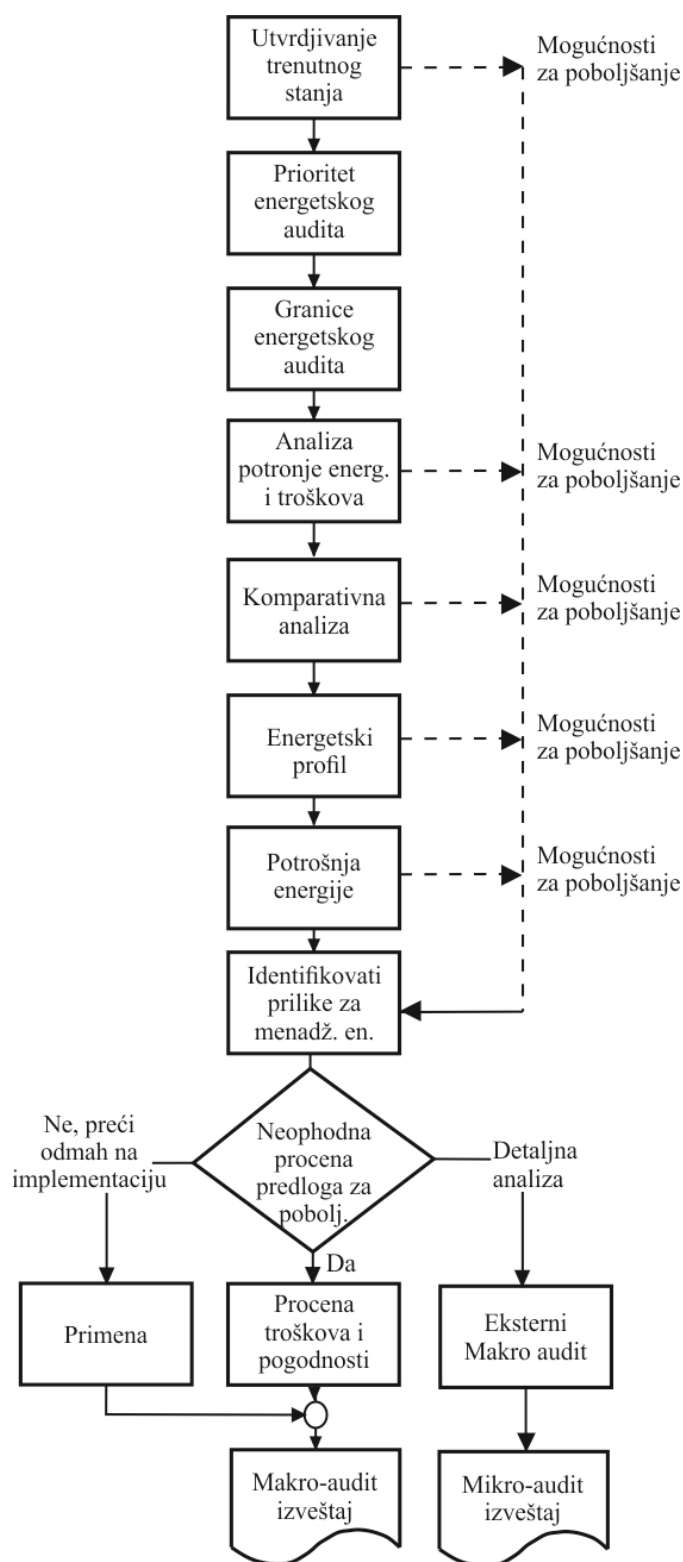 Utvrdjivanje
trenutnog
stanja
Mogućnosti
za poboljšanje
Prioritet
energetskog
audita
Granice
energetskog
audita
Analiza
potronje energ.
i troškova
Mogućnosti
za poboljšanje
Komparativna
analiza
Mogućnosti
za poboljšanje
Energetski
profil
Mogućnosti
za poboljšanje
Potrošnja
energije
Mogućnosti
za poboljšanje
Identifikovati
prilike za
menadž. en.
Ne, preći
odmah na
implementaciju
Neophodna
procena
predloga za
pobolj.
Detaljna
analiza
Da
Primena
Procena
troškova i
pogodnosti
Eksterni
Makro audit
Makro-audit
izveštaj
Mikro-audit
izveštaj